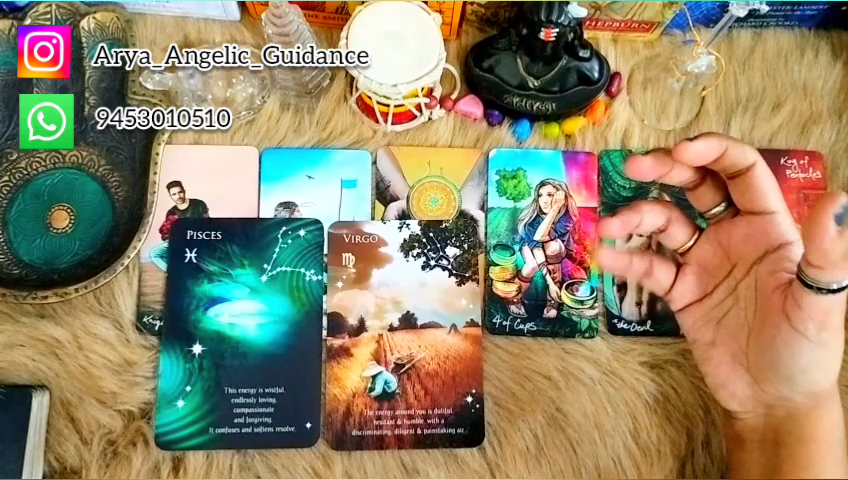 HEPBURN
Arya_Angelic_Guidance
9453010510
King of
Pentacles
PISCES
VIRGO
4 of Cups
the Devil
This energy is wistful,
endlessly loving,
compassionate
and forgiving.
It confuses and softens resolve.
The energy around you is dutiful,
hesitant & humble, with a
discriminating, diligent & painstaking air.